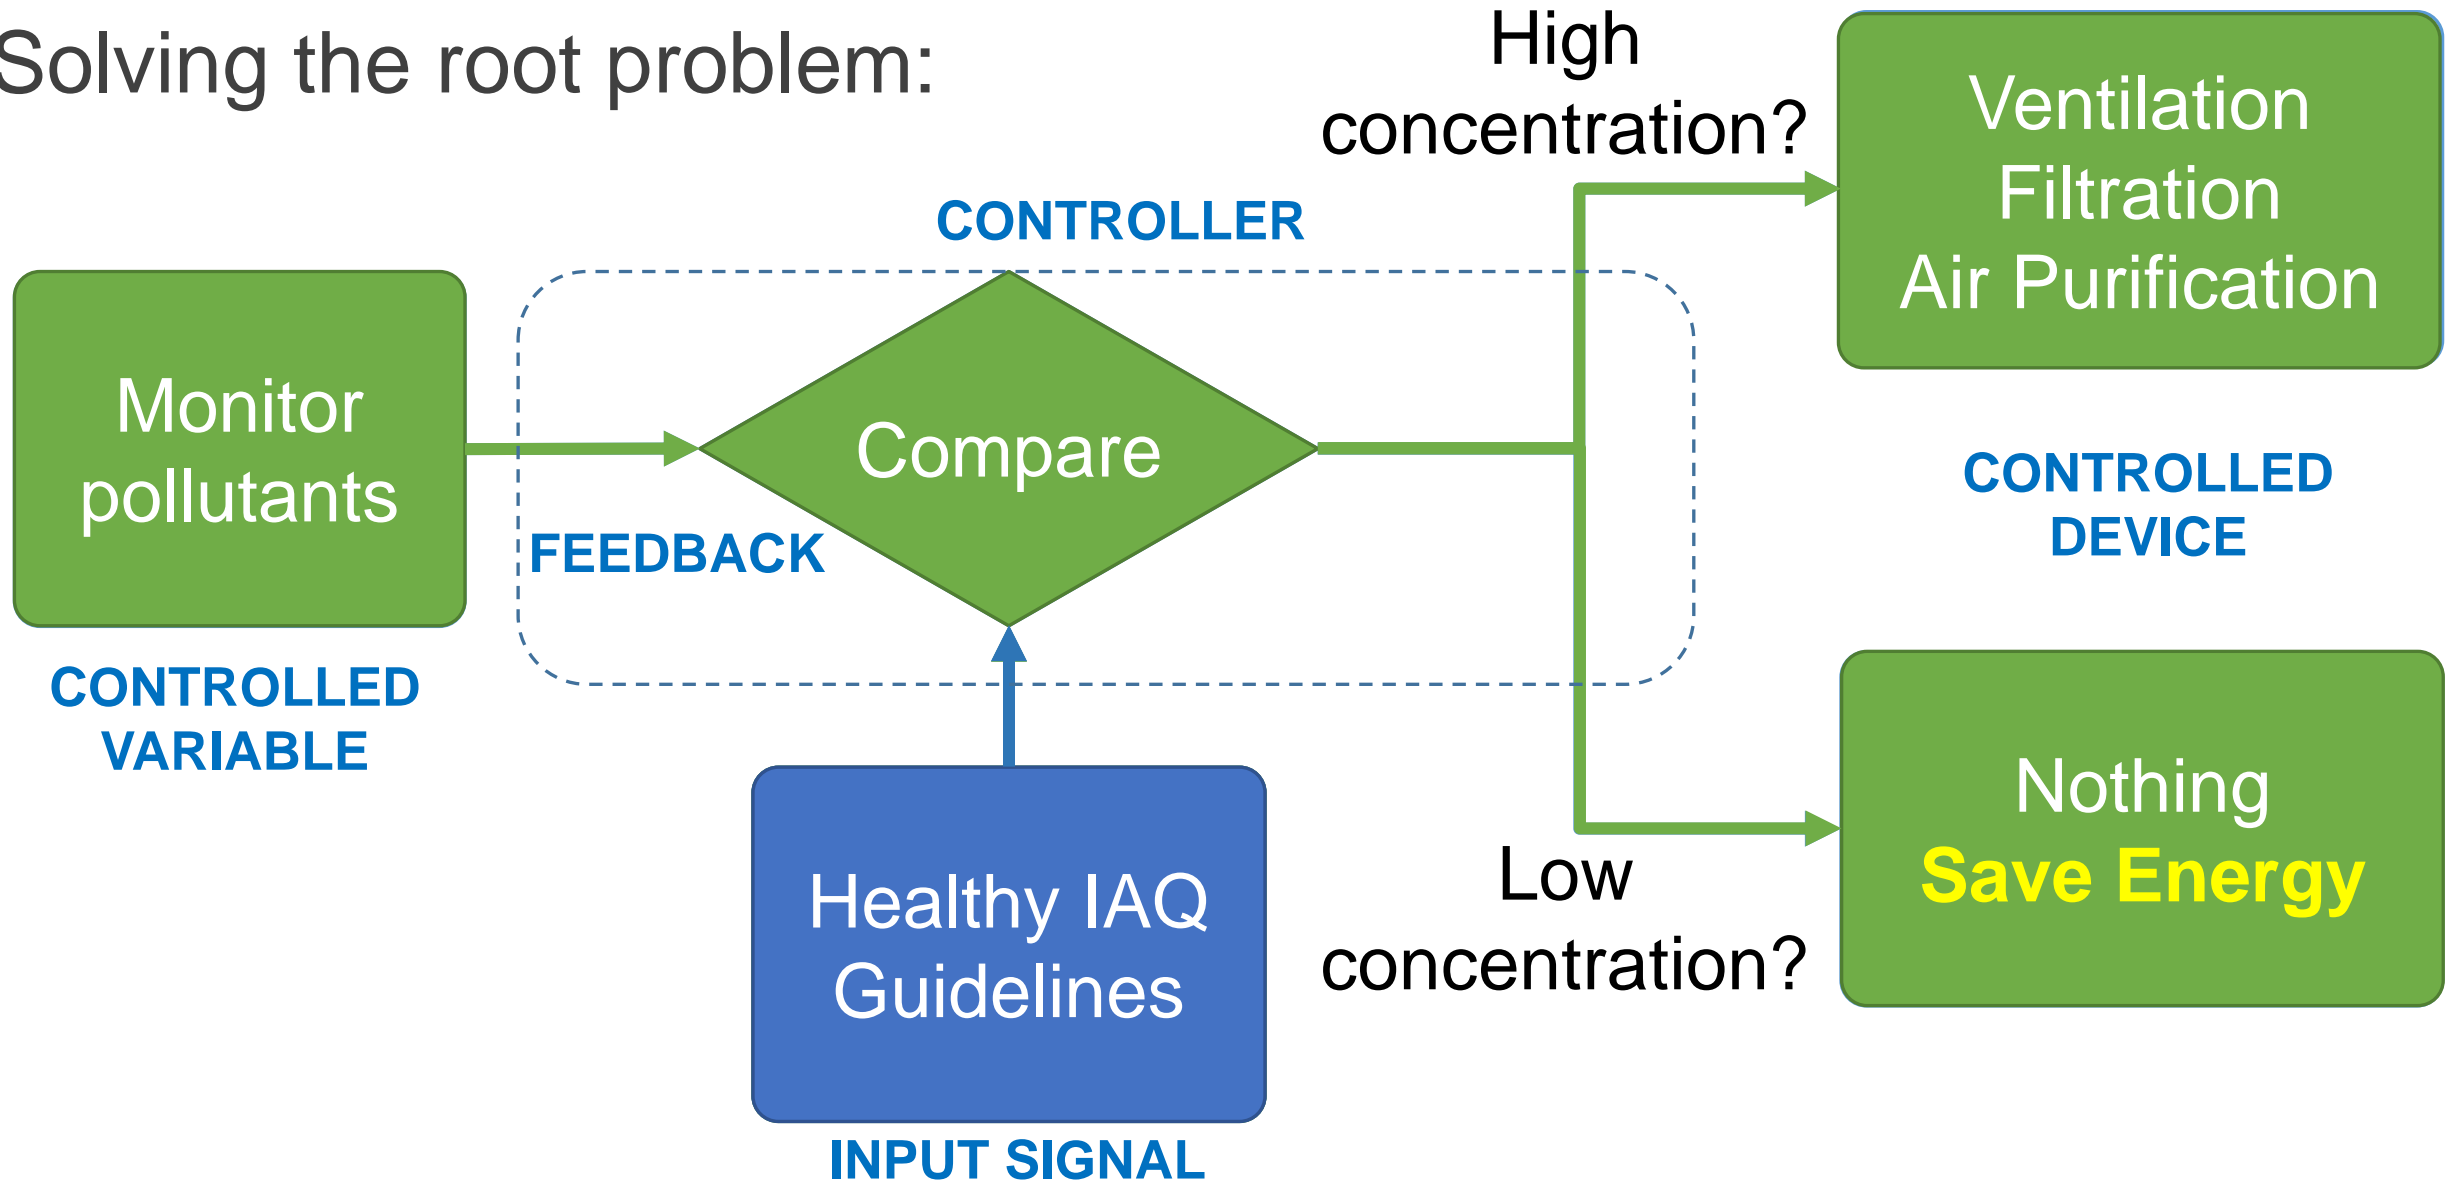 Solving the root problem:
High
concentration?
Ventilation
Filtration
Air Purification
CONTROLLER
Monitor
pollutants
Compare
FEEDBACK
CONTROLLED
DEVICE
CONTROLLED
VARIABLE
Healthy IAQ
Guidelines
INPUT SIGNAL
Low
concentration?
Nothing
Save Energy